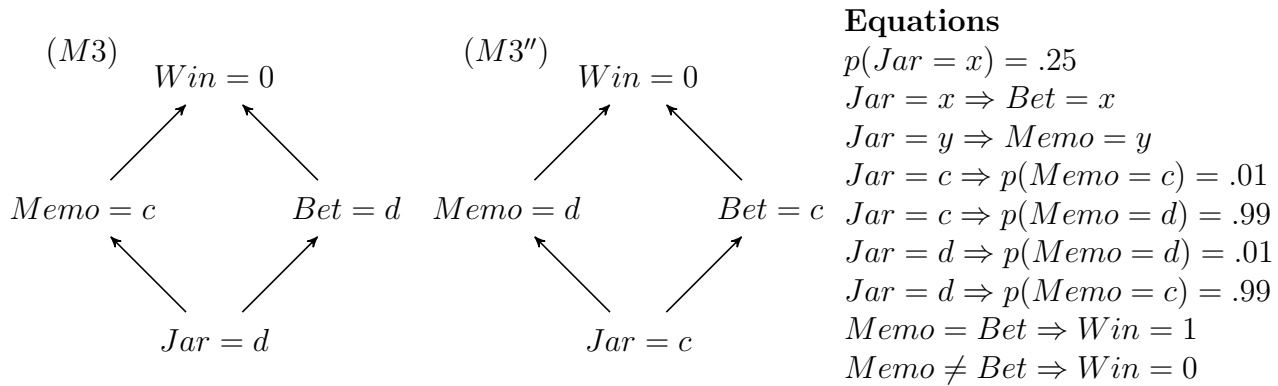 (M3)
Win = 0
Memo = c
Bet = d
Jar = d
(M3′′)
Win = 0
Memo = d
Bet = c
Jar = c
Equations
p(Jar = x) = .25
Jar = x ⇒ Bet = x
Jar = y ⇒ Memo = y
Jar = c ⇒ p(Memo = c) = .01
Jar = c ⇒ p(Memo = d) = .99
Jar = d ⇒ p(Memo = d) = .01
Jar = d ⇒ p(Memo = c) = .99
Memo = Bet ⇒ Win = 1
Memo ≠ Bet ⇒ Win = 0